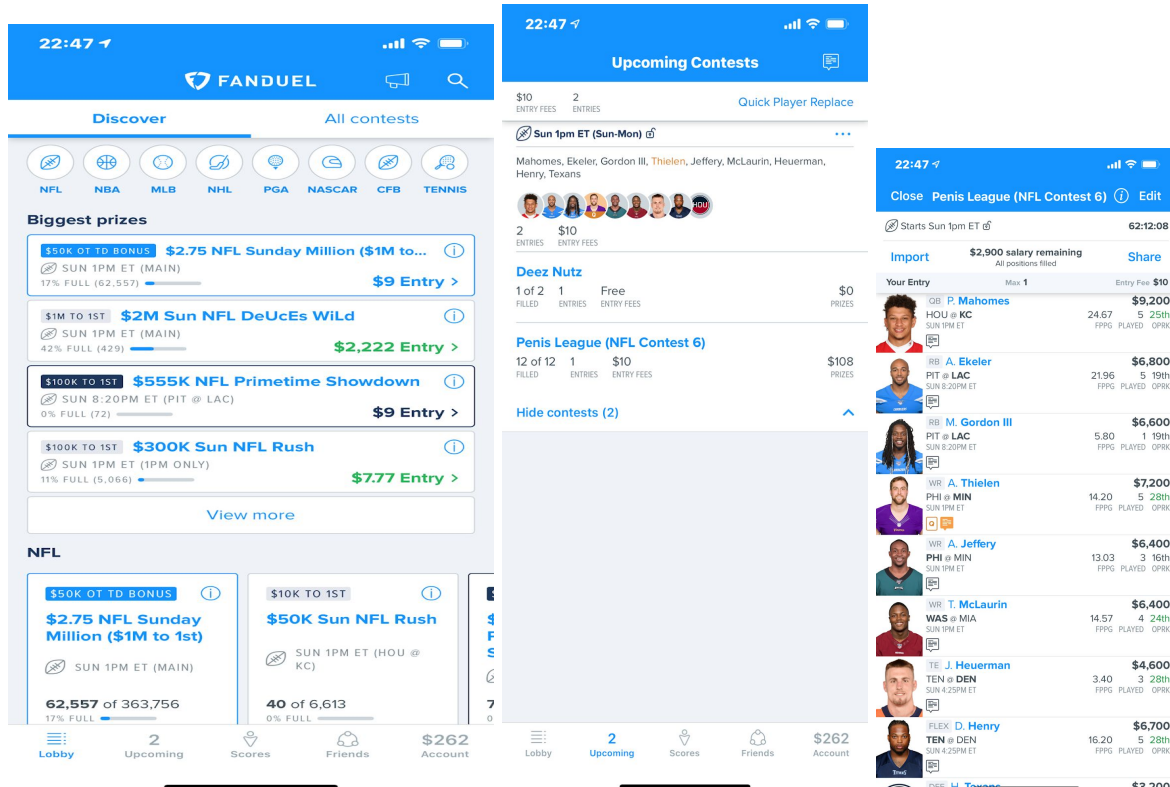 22:47
FANDUEL
Discover
All contests
NFL NBA MLB NHL PGA NASCAR CFB TENNIS
Biggest prizes
$50K OT TD BONUS $2.75 NFL Sunday Million ($1M to...
SUN 1PM ET (MAIN)
17% FULL (62,557)
$9 Entry >
$1M TO 1ST $2M Sun NFL DeUcEs WiLd
SUN 1PM ET (MAIN)
42% FULL (429)
$2,222 Entry >
$100K TO 1ST $555K NFL Primetime Showdown
SUN 8:20PM ET (PIT @ LAC)
0% FULL (72)
$9 Entry >
$100K TO 1ST $300K Sun NFL Rush
SUN 1PM ET (1PM ONLY)
11% FULL (5,066)
$7.77 Entry >
View more
NFL
$50K OT TD BONUS
$2.75 NFL Sunday
Million ($1M to 1st)
SUN 1PM ET (MAIN)
62,557 of 363,756
17% FULL
$10K TO 1ST
$50K Sun NFL Rush
SUN 1PM ET (HOU @
KC)
40 of 6,613
0% FULL
Lobby
2
Upcoming
Scores
Friends
$262
Account
22:47
Upcoming Contests
$10 2
ENTRY FEES ENTRIES
Quick Player Replace
Sun 1pm ET (Sun-Mon)
...
Mahomes, Ekeler, Gordon III, Thielen, Jeffery, McLaurin, Heuerman,
Henry, Texans
HOU
2 $10
ENTRIES ENTRY FEES
Deez Nutz
1 of 2 1 Free $0
FILLED ENTRIES ENTRY FEES PRIZES
Penis League (NFL Contest 6)
12 of 12 1 $10 $108
FILLED ENTRIES ENTRY FEES PRIZES
Hide contests (2)
Lobby
2
Upcoming
Scores
Friends
$262
Account
22:47
Close Penis League (NFL Contest 6) Edit
Starts Sun 1pm ET 62:12:08
Import
$2,900 salary remaining
All positions filled
Share
Your Entry Max 1 Entry Fee $10
QB P. Mahomes $9,200
HOU @ KC 24.67 5 25th
SUN 1PM ET FPPG PLAYED OPRK
RB A. Ekeler $6,800
PIT @ LAC 21.96 5 19th
SUN 8:20PM ET FPPG PLAYED OPRK
RB M. Gordon III $6,600
PIT @ LAC 5.80 1 19th
SUN 8:20PM ET FPPG PLAYED OPRK
WR A. Thielen $7,200
PHI @ MIN 14.20 5 28th
SUN 1PM ET FPPG PLAYED OPRK
Q
WR A. Jeffery $6,400
PHI @ MIN 13.03 3 16th
SUN 1PM ET FPPG PLAYED OPRK
WR T. McLaurin $6,400
WAS @ MIA 14.57 4 24th
SUN 1PM ET FPPG PLAYED OPRK
TE J. Heuerman $4,600
TEN @ DEN 3.40 3 28th
SUN 4:25PM ET FPPG PLAYED OPRK
FLEX D. Henry $6,700
TEN @ DEN 16.20 5 28th
SUN 4:25PM ET FPPG PLAYED OPRK